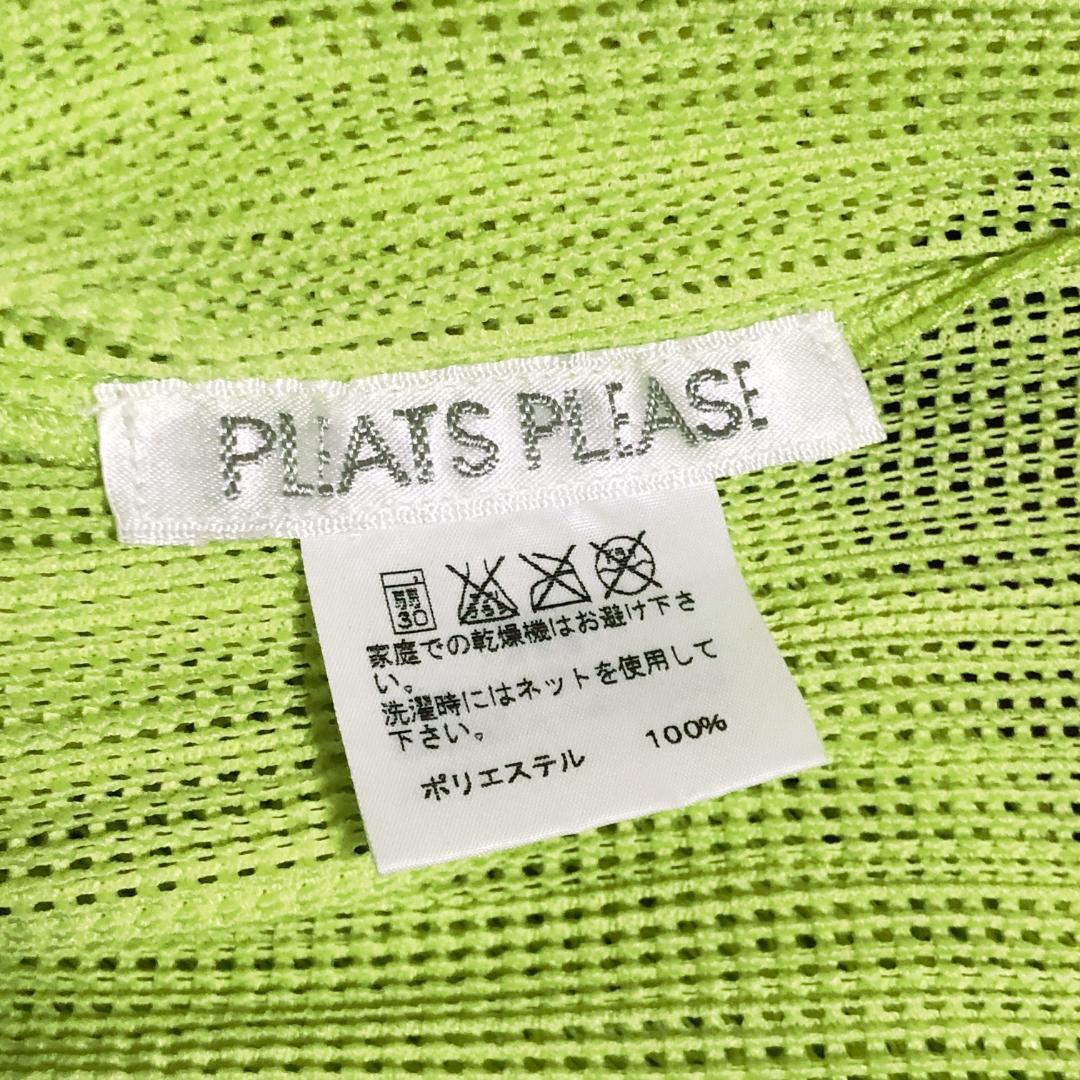 PLEATS PLEASE
弱
30
家庭での乾燥機はお避け下さ
い。
洗濯時にはネットを使用して
下さい。
ポリエステル 100%